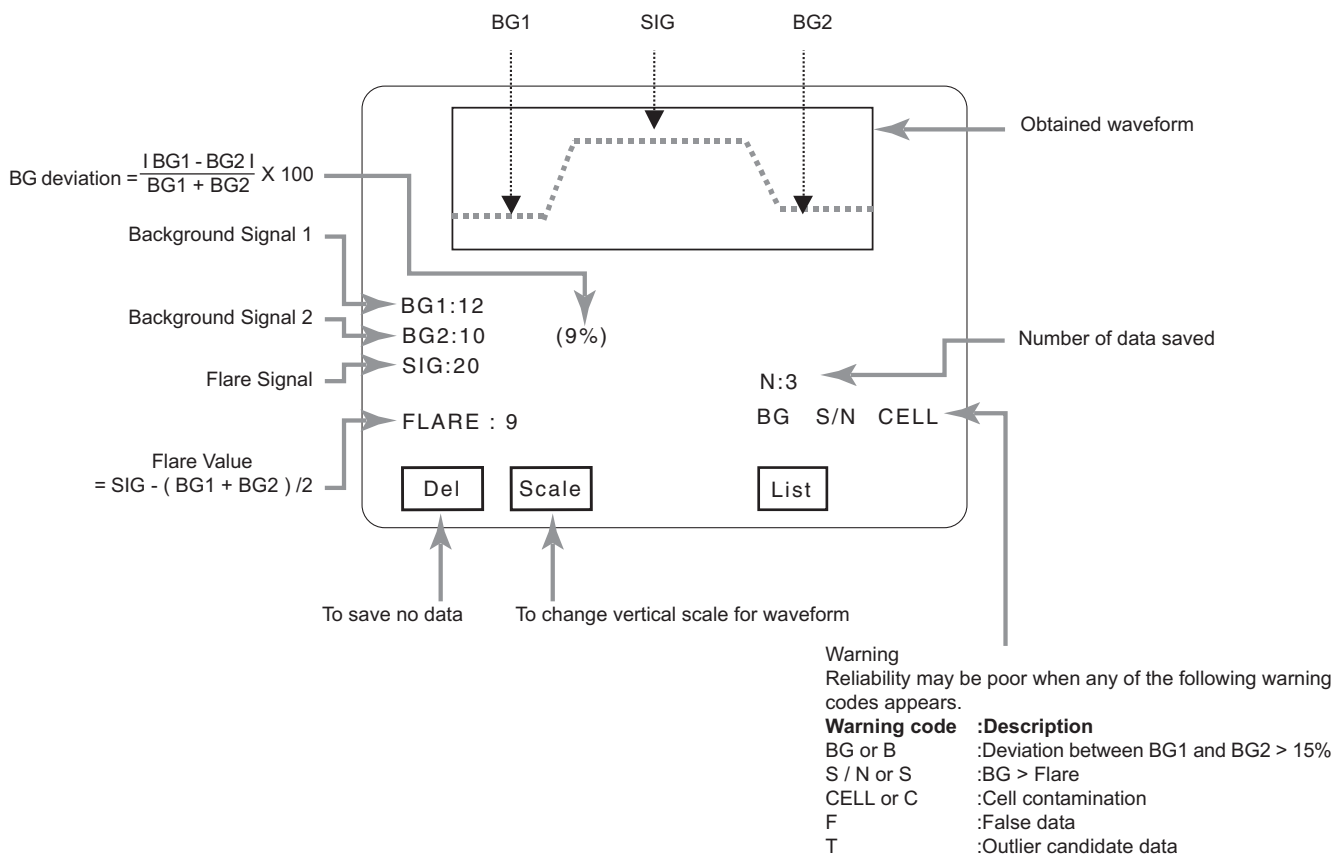 BG1 SIG BG2
Obtained waveform
BG deviation = I BG1 - BG2 I / BG1 + BG2 X 100
Background Signal 1
Background Signal 2
Flare Signal
Flare Value
= SIG - ( BG1 + BG2 ) /2
BG1:12
BG2:10 (9%)
SIG:20
FLARE : 9
Number of data saved
N:3
BG S/N CELL
Del Scale List
To save no data
To change vertical scale for waveform
Warning
Reliability may be poor when any of the following warning
codes appears.
Warning code :Description
BG or B :Deviation between BG1 and BG2 > 15%
S / N or S :BG > Flare
CELL or C :Cell contamination
F :False data
T :Outlier candidate data